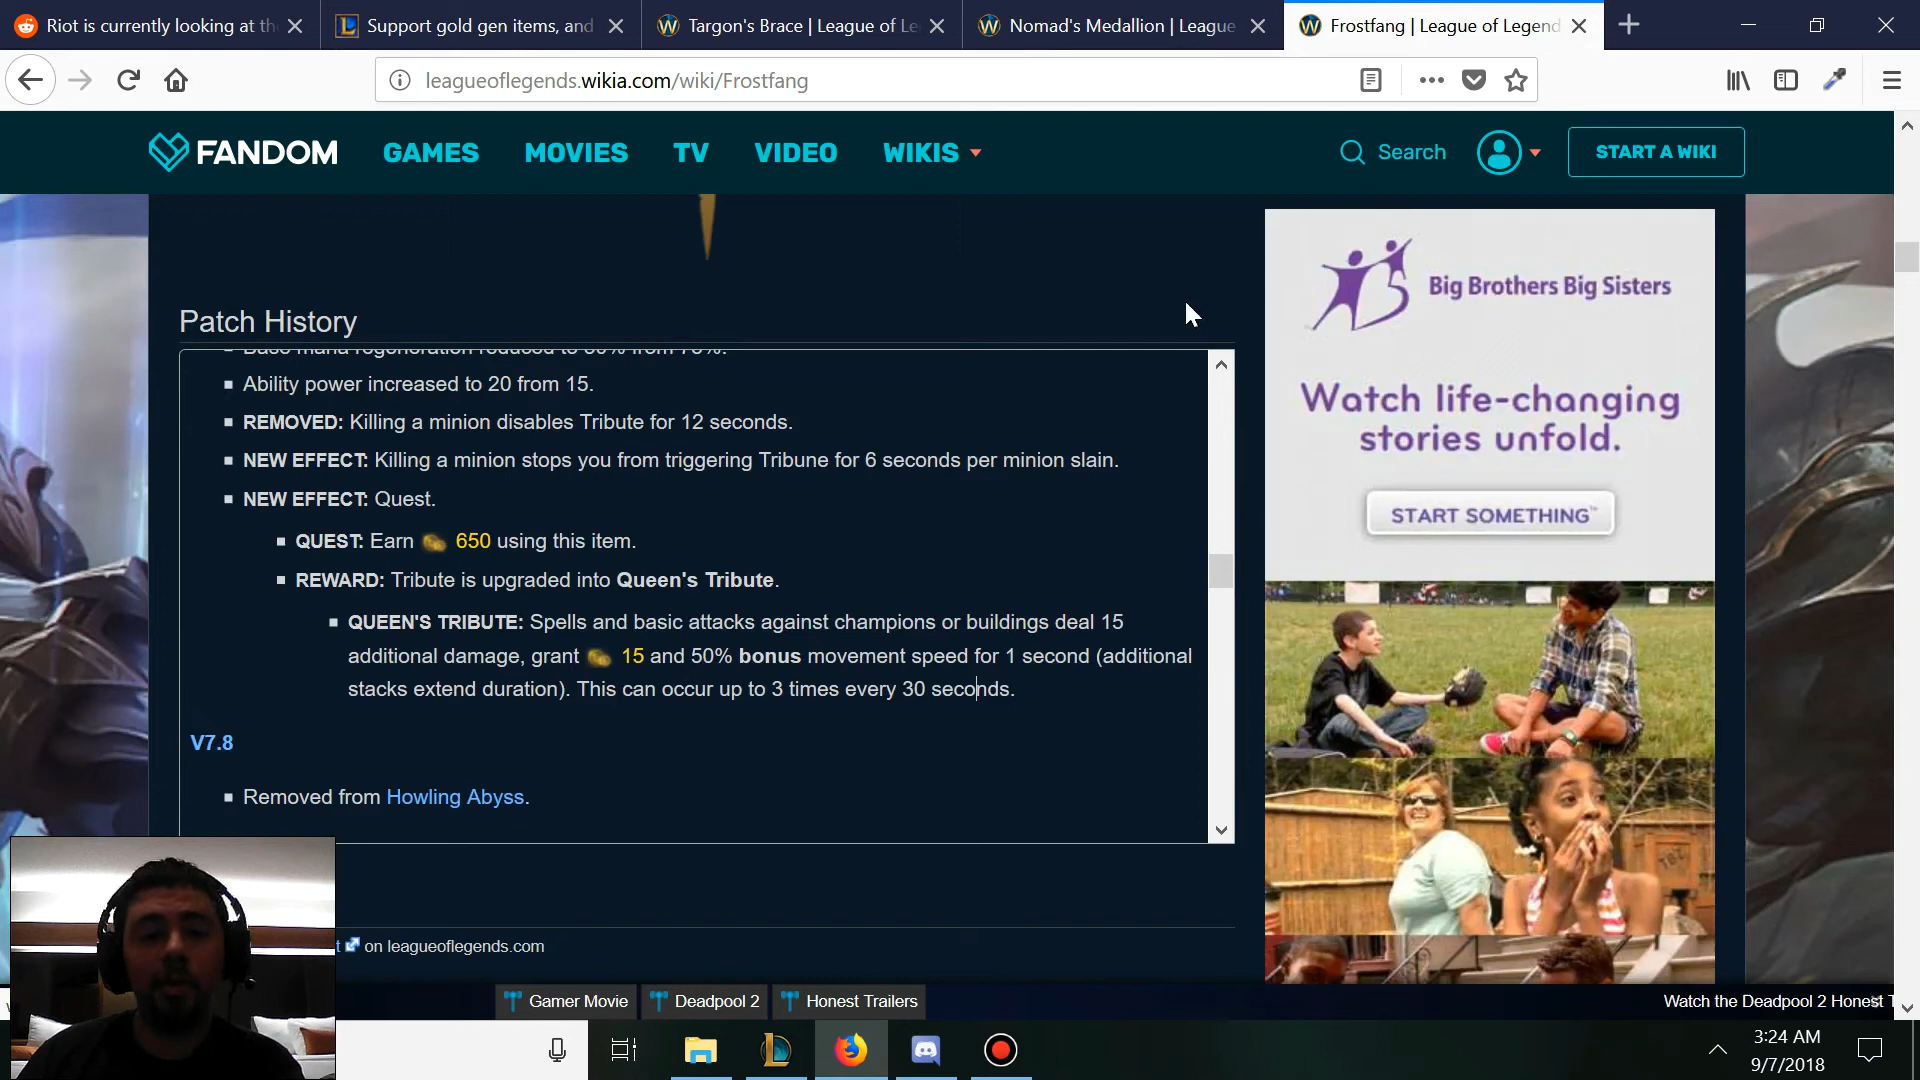 Riot is currently looking at th
Support gold gen items, and
Targon's Brace | League of Le
Nomad's Medallion | League
Frostfang | League of Legend
leagueoflegends.wikia.com/wiki/Frostfang
FANDOM
GAMES
MOVIES
TV
VIDEO
WIKIS
Search
START A WIKI
Patch History
Ability power increased to 20 from 15.
REMOVED: Killing a minion disables Tribute for 12 seconds.
NEW EFFECT: Killing a minion stops you from triggering Tribune for 6 seconds per minion slain.
NEW EFFECT: Quest.
QUEST: Earn 650 using this item.
REWARD: Tribute is upgraded into Queen's Tribute.
QUEEN'S TRIBUTE: Spells and basic attacks against champions or buildings deal 15
additional damage, grant 15 and 50% bonus movement speed for 1 second (additional
stacks extend duration). This can occur up to 3 times every 30 seconds.
V7.8
Removed from Howling Abyss.
t on leagueoflegends.com
Big Brothers Big Sisters
Watch life-changing
stories unfold.
START SOMETHING™
Gamer Movie
Deadpool 2
Honest Trailers
Watch the Deadpool 2 Honest T
3:24 AM
9/7/2018